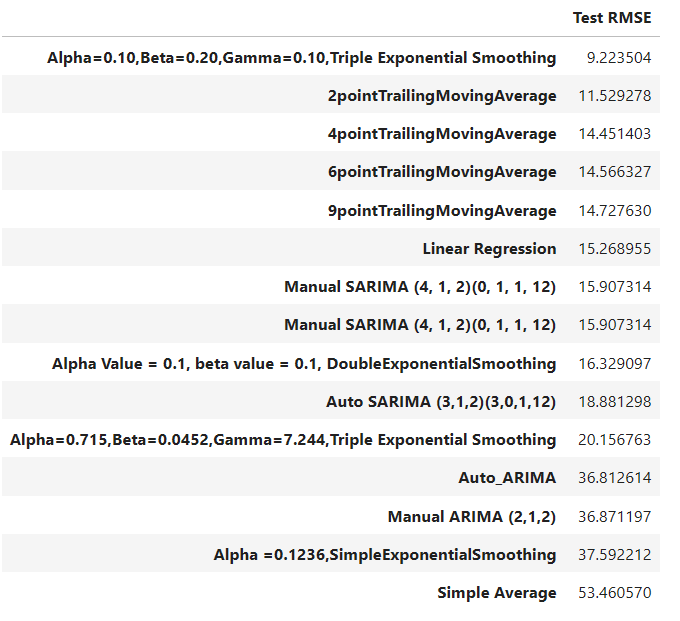 Test RMSE
Alpha=0.10,Beta=0.20,Gamma=0.10,Triple Exponential Smoothing 9.223504
2pointTrailingMovingAverage 11.529278
4pointTrailingMovingAverage 14.451403
6pointTrailingMovingAverage 14.566327
9pointTrailingMovingAverage 14.727630
Linear Regression 15.268955
Manual SARIMA (4, 1, 2)(0, 1, 1, 12) 15.907314
Manual SARIMA (4, 1, 2)(0, 1, 1, 12) 15.907314
Alpha Value = 0.1, beta value = 0.1, DoubleExponentialSmoothing 16.329097
Auto SARIMA (3,1,2)(3,0,1,12) 18.881298
Alpha=0.715,Beta=0.0452,Gamma=7.244,Triple Exponential Smoothing 20.156763
Auto_ARIMA 36.812614
Manual ARIMA (2,1,2) 36.871197
Alpha =0.1236,SimpleExponentialSmoothing 37.592212
Simple Average 53.460570